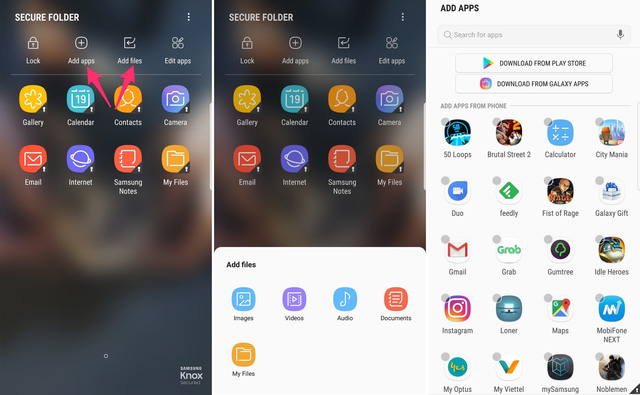 SECURE FOLDER
Lock
Add apps
Add files
Edit apps
19
Gallery
Calendar
Contacts
Camera
Email
Internet
Samsung
Notes
My Files
SAMSUNG
Knox
Secured
SECURE FOLDER
Lock
Add apps
Add files
Edit apps
19
Gallery
Calendar
Contacts
Camera
Email
Internet
Samsung
Notes
My Files
Add files
Images
Videos
Audio
Documents
My Files
ADD APPS
Search for apps
DOWNLOAD FROM PLAY STORE
DOWNLOAD FROM GALAXY APPS
ADD APPS FROM PHONE
50 Loops
Brutal Street 2
Calculator
City Mania
Duo
feedly
Fist of Rage
Galaxy Gift
Grab
Gmail
Grab
Gumtree
Idle Heroes
Instagram
Loner
Maps
MobiFone
NEXT
yes
My Optus
My Viettel
mySamsung
Noblemen